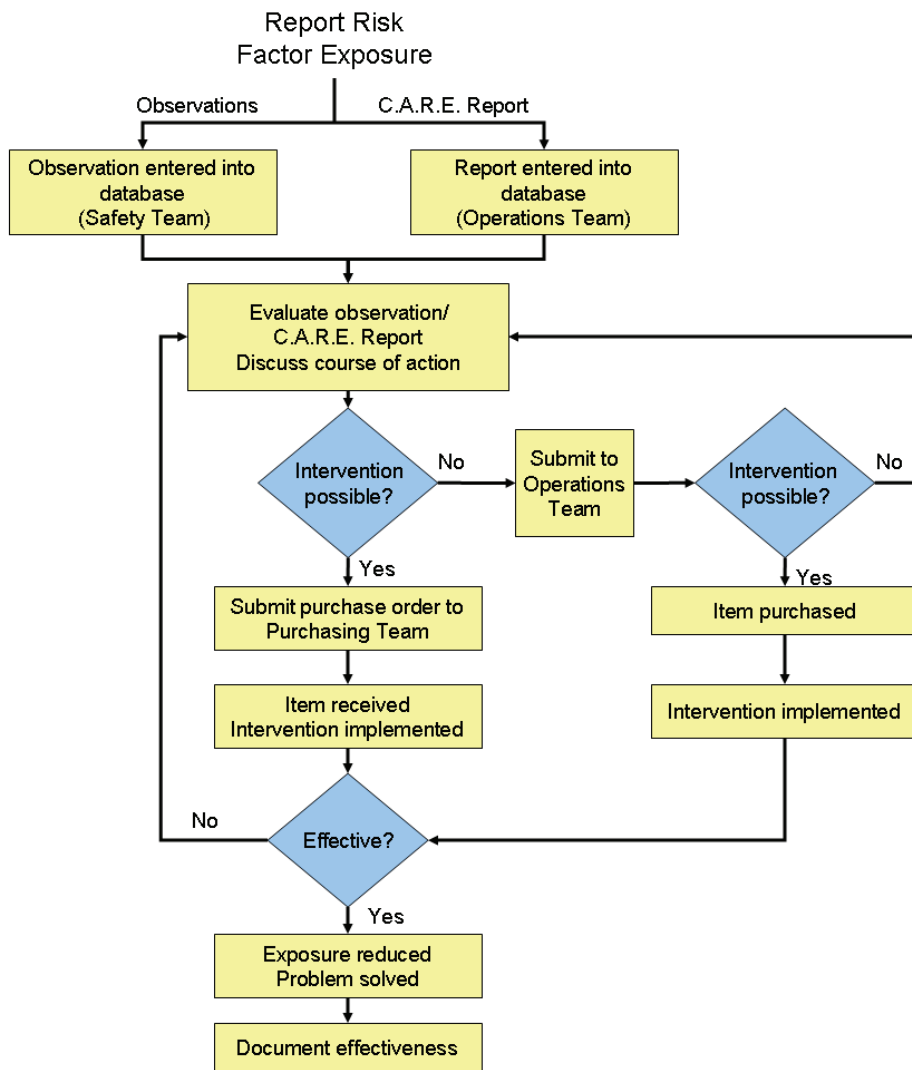 Report Risk
Factor Exposure
Observations
C.A.R.E. Report
Observation entered into
database
(Safety Team)
Report entered into
database
(Operations Team)
Evaluate observation/
C.A.R.E. Report
Discuss course of action
Intervention
possible?
No
Submit to
Operations
Team
Intervention
possible?
No
Yes
Submit purchase order to
Purchasing Team
Yes
Item purchased
Item received
Intervention implemented
Intervention implemented
No
Effective?
Yes
Exposure reduced
Problem solved
Document effectiveness